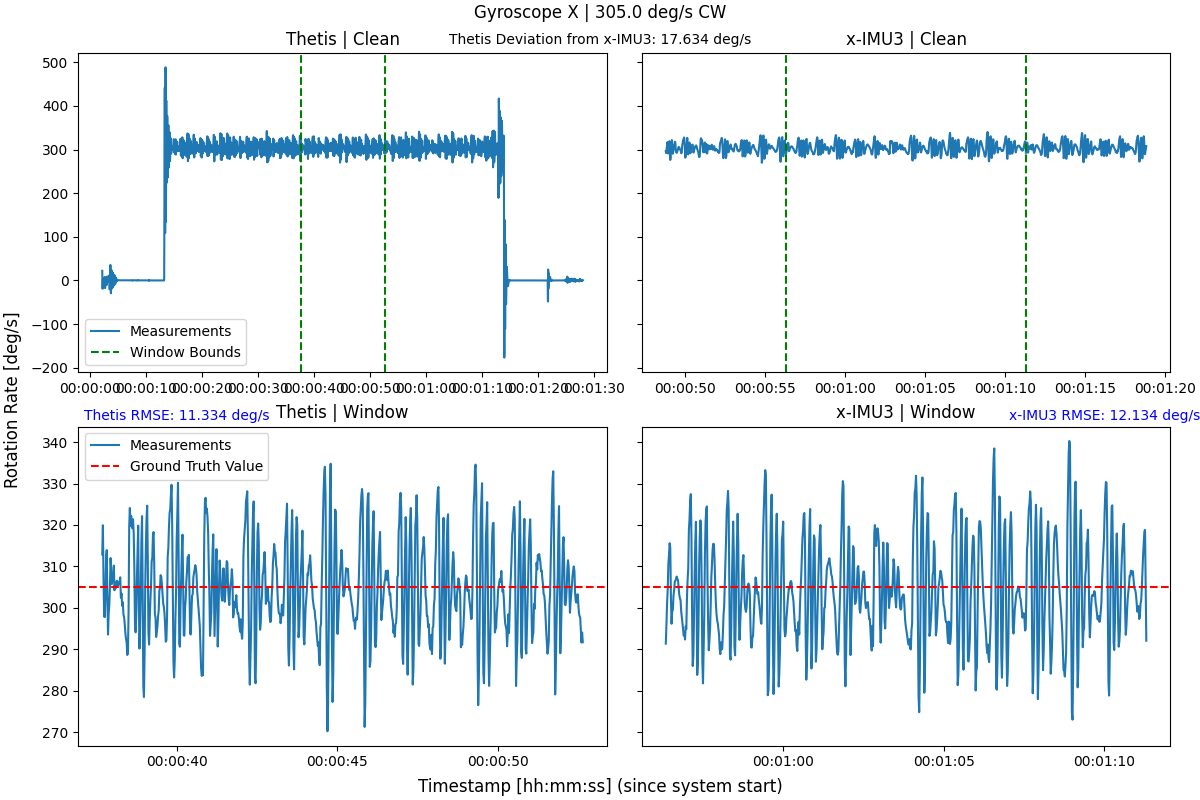 Gyroscope X | 305.0 deg/s CW
Thetis | Clean
Thetis Deviation from x-IMU3: 17.634 deg/s
x-IMU3 | Clean
500
400
300
200
100
0
−100
−200
Measurements
Window Bounds
00:00:00 00:00:10 00:00:20 00:00:30 00:00:40 00:00:50 00:01:00 00:01:10 00:01:20 00:01:30
00:00:50 00:00:55 00:01:00 00:01:05 00:01:10 00:01:15 00:01:20
Rotation Rate [deg/s]
Thetis RMSE: 11.334 deg/s
Thetis | Window
x-IMU3 | Window
x-IMU3 RMSE: 12.134 deg/s
340
330
320
310
300
290
280
270
Measurements
Ground Truth Value
00:00:40 00:00:45 00:00:50
00:01:00 00:01:05 00:01:10
Timestamp [hh:mm:ss] (since system start)